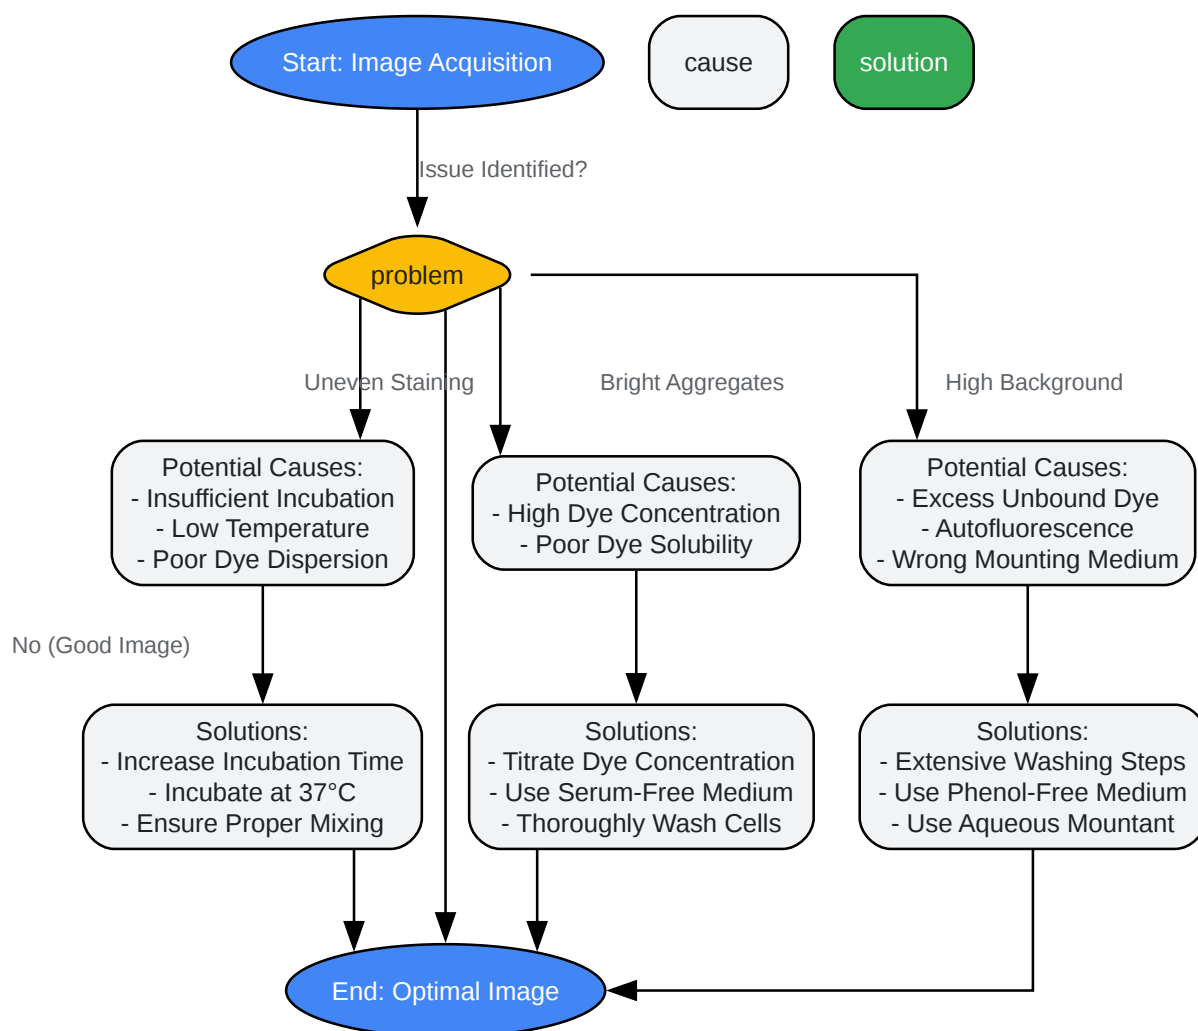 Start: Image Acquisition
cause
solution
Issue Identified?
problem
Uneven Staining
Bright Aggregates
High Background
Potential Causes:
- Insufficient Incubation
- Low Temperature
- Poor Dye Dispersion
Potential Causes:
- High Dye Concentration
- Poor Dye Solubility
Potential Causes:
- Excess Unbound Dye
- Autofluorescence
- Wrong Mounting Medium
No (Good Image)
Solutions:
- Increase Incubation Time
- Incubate at 37°C
- Ensure Proper Mixing
Solutions:
- Titrate Dye Concentration
- Use Serum-Free Medium
- Thoroughly Wash Cells
Solutions:
- Extensive Washing Steps
- Use Phenol-Free Medium
- Use Aqueous Mountant
End: Optimal Image